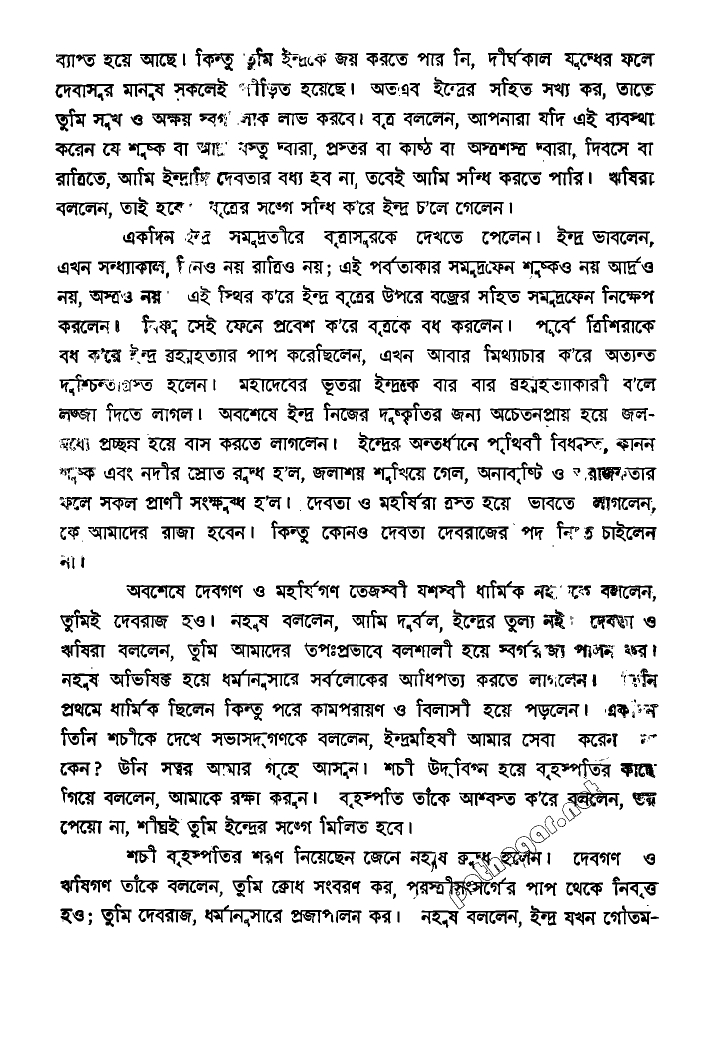 ব্যাপ্ত হয়ে আছে। কিন্তু তুমি ইন্দ্রকে জয় করতে পার নি, দীর্ঘকাল যুদ্ধের ফলে
দেবাসুর মানুষ সকলেই পীড়িত হয়েছে। অতএব ইন্দ্রের সহিত সখ্য কর, তাতে
তুমি সুখ ও অক্ষয় স্বর্গলোক লাভ করবে। বৃত্র বললেন, আপনারা যদি এই ব্যবস্থা
করেন যে শুষ্ক বা আর্দ্র বস্তু দ্বারা, প্রস্তর বা কাষ্ঠ বা অস্ত্রশস্ত্র দ্বারা, দিবসে বা
রাত্রিতে, আমি ইন্দ্রাদি দেবতার বধ্য হব না, তবেই আমি সন্ধি করতে পারি। ঋষিরা
বললেন, তাই হবে। বৃত্রের সঙ্গে সন্ধি ক'রে ইন্দ্র চ'লে গেলেন।
একদিন ইন্দ্র সমুদ্রতীরে বৃত্রাসুরকে দেখতে পেলেন। ইন্দ্র ভাবলেন,
এখন সন্ধ্যাকাল, দিনও নয় রাত্রিও নয়; এই পর্বতাকার সমুদ্রফেন শুষ্কও নয় আর্দ্রও
নয়, অস্ত্রও নয়। এই স্থির ক'রে ইন্দ্র বৃত্রের উপরে বজ্রের সহিত সমুদ্রফেন নিক্ষেপ
করলেন। বিষ্ণু সেই ফেনে প্রবেশ ক'রে বৃত্রকে বধ করলেন। পূর্বে ত্রিশিরাকে
বধ ক'রে ইন্দ্র ব্রহ্মহত্যার পাপ করেছিলেন, এখন আবার মিথ্যাচার ক'রে অত্যন্ত
দুশ্চিন্তাগ্রস্ত হলেন। মহাদেবের ভূতরা ইন্দ্রকে বার বার ব্রহ্মহত্যাকারী ব'লে
লজ্জা দিতে লাগল। অবশেষে ইন্দ্র নিজের দুষ্কৃতির জন্য অচেতনপ্রায় হয়ে জল-
মধ্যে প্রচ্ছন্ন হয়ে বাস করতে লাগলেন। ইন্দ্রের অন্তর্ধানে পৃথিবী বিধ্বস্ত, কানন
শুষ্ক এবং নদীর স্রোত রুদ্ধ হ'ল, জলাশয় শুখিয়ে গেল, অনাবৃষ্টি ও অরাজকতার
ফলে সকল প্রাণী সংক্ষুব্ধ হ'ল। দেবতা ও মহর্ষিরা ত্রস্ত হয়ে ভাবতে লাগলেন,
কে আমাদের রাজা হবেন। কিন্তু কোনও দেবতা দেবরাজের পদ নিতে চাইলেন
না।
অবশেষে দেবগণ ও মহর্ষিগণ তেজস্বী যশস্বী ধার্মিক নহুষকে বললেন,
তুমিই দেবরাজ হও। নহুষ বললেন, আমি দুর্বল, ইন্দ্রের তুল্য নই। দেবতা ও
ঋষিরা বললেন, তুমি আমাদের তপঃপ্রভাবে বলশালী হয়ে স্বর্গরাজ্য পালন কর।
নহুষ অভিষিক্ত হয়ে ধর্মানুসারে সর্বলোকের আধিপত্য করতে লাগলেন। তিনি
প্রথমে ধার্মিক ছিলেন কিন্তু পরে কামপরায়ণ ও বিলাসী হয়ে পড়লেন। একদিন
তিনি শচীকে দেখে সভাসদ্‌গণকে বললেন, ইন্দ্রমহিষী আমার সেবা করেন না
কেন? উনি সত্বর আমার গৃহে আসুন। শচী উদ্‌বিগ্ন হয়ে বৃহস্পতির কাছে
গিয়ে বললেন, আমাকে রক্ষা করুন। বৃহস্পতি তাঁকে আশ্বস্ত ক'রে বললেন, ভয়
পেয়ো না, শীঘ্রই তুমি ইন্দ্রের সঙ্গে মিলিত হবে।
শচী বৃহস্পতির শরণ নিয়েছেন জেনে নহুষ ক্রুদ্ধ হলেন। দেবগণ ও
ঋষিগণ তাঁকে বললেন, তুমি ক্রোধ সংবরণ কর, পরস্ত্রীসংসর্গের পাপ থেকে নিবৃত্ত
হও; তুমি দেবরাজ, ধর্মানুসারে প্রজাপালন কর। নহুষ বললেন, ইন্দ্র যখন গৌতম-
pathagar.net